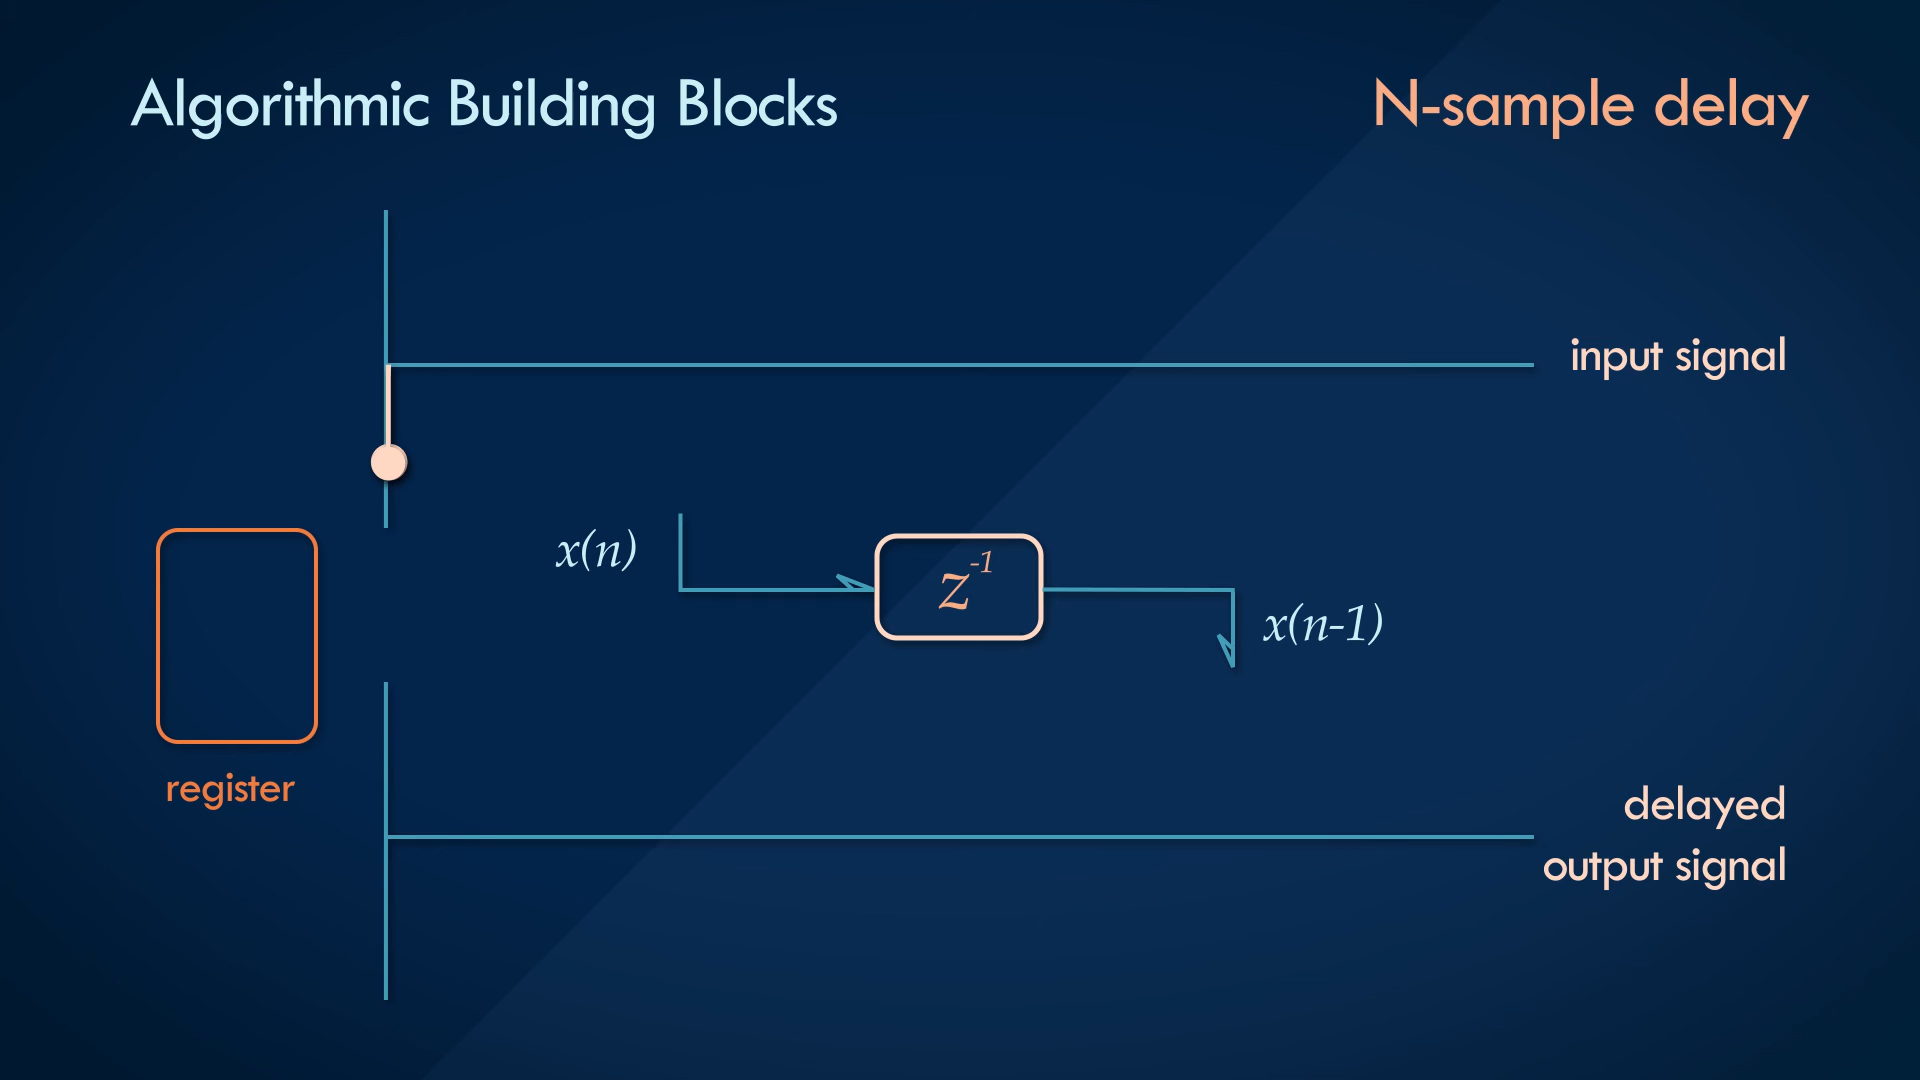 Algorithmic Building Blocks
N-sample delay
input signal
x(n)
z⁻¹
x(n-1)
register
delayed
output signal